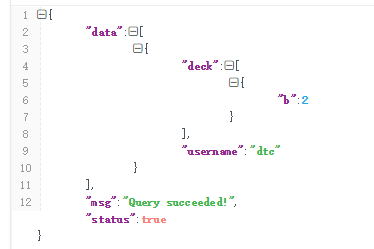 1 {
2 "data":[
3 {
4 "deck":[
5 {
6 "b":2
7 }
8 ],
9 "username":"dtc"
10 }
11 ],
12 "msg":"Query succeeded!",
"status":true
}